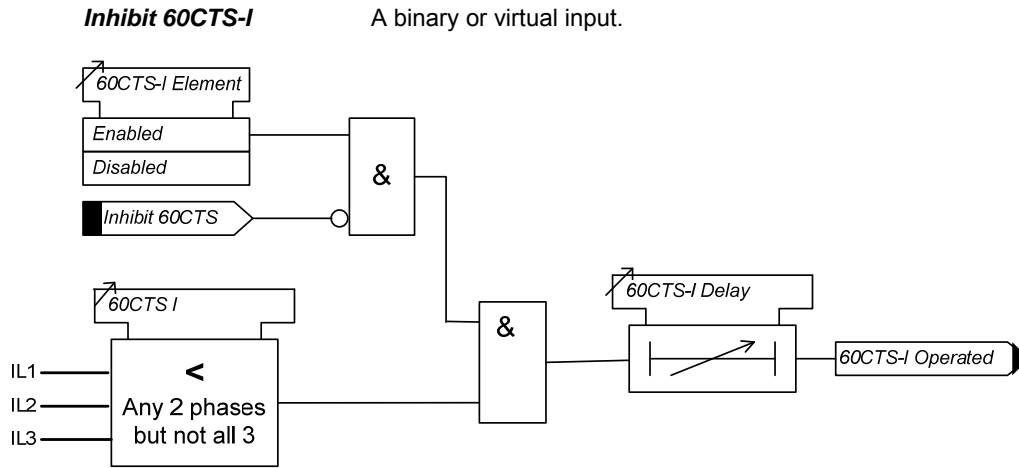 Inhibit 60CTS-I A binary or virtual input.
60CTS-I Element
Enabled
Disabled
&
Inhibit 60CTS
60CTS I
&
60CTS-I Delay
IL1
IL2
IL3
<
Any 2 phases
but not all 3
60CTS-I Operated